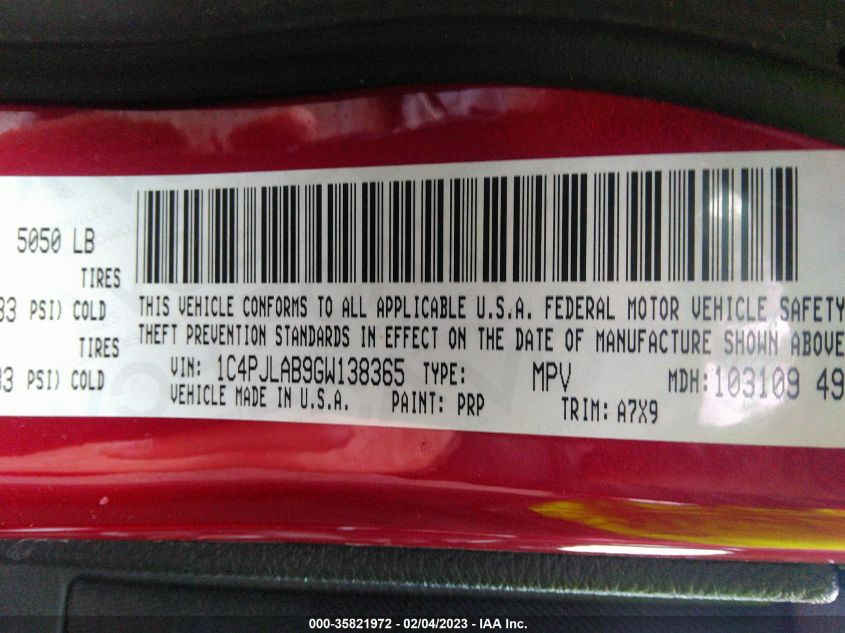 5050 LB
TIRES
33 PSI) COLD
TIRES
33 PSI) COLD
THIS VEHICLE CONFORMS TO ALL APPLICABLE U.S.A. FEDERAL MOTOR VEHICLE SAFETY
THEFT PREVENTION STANDARDS IN EFFECT ON THE DATE OF MANUFACTURE SHOWN ABOVE
VIN: 1C4PJLAB9GW138365 TYPE: MPV MDH:103109 49
VEHICLE MADE IN U.S.A. PAINT: PRP TRIM: A7X9
000-35821972 - 02/04/2023 - IAA Inc.